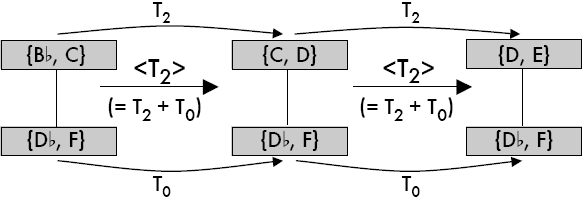 T₂ T₂
{B♭, C} {C, D} {D, E}
<T₂> <T₂>
(= T₂ + T₀) (= T₂ + T₀)
{D♭, F} {D♭, F} {D♭, F}
T₀ T₀